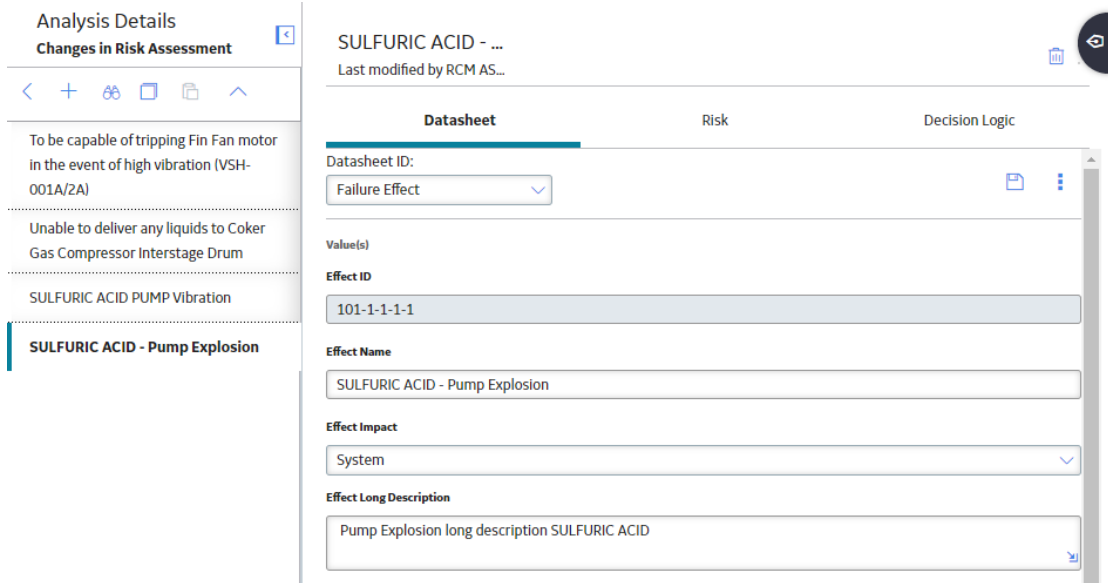 Analysis Details
Changes in Risk Assessment
To be capable of tripping Fin Fan motor
in the event of high vibration (VSH-
001A/2A)
Unable to deliver any liquids to Coker
Gas Compressor Interstage Drum
SULFURIC ACID PUMP Vibration
SULFURIC ACID - Pump Explosion
SULFURIC ACID - ...
Last modified by RCM AS...
Datasheet
Risk
Decision Logic
Datasheet ID:
Failure Effect
Value(s)
Effect ID
101-1-1-1-1
Effect Name
SULFURIC ACID - Pump Explosion
Effect Impact
System
Effect Long Description
Pump Explosion long description SULFURIC ACID